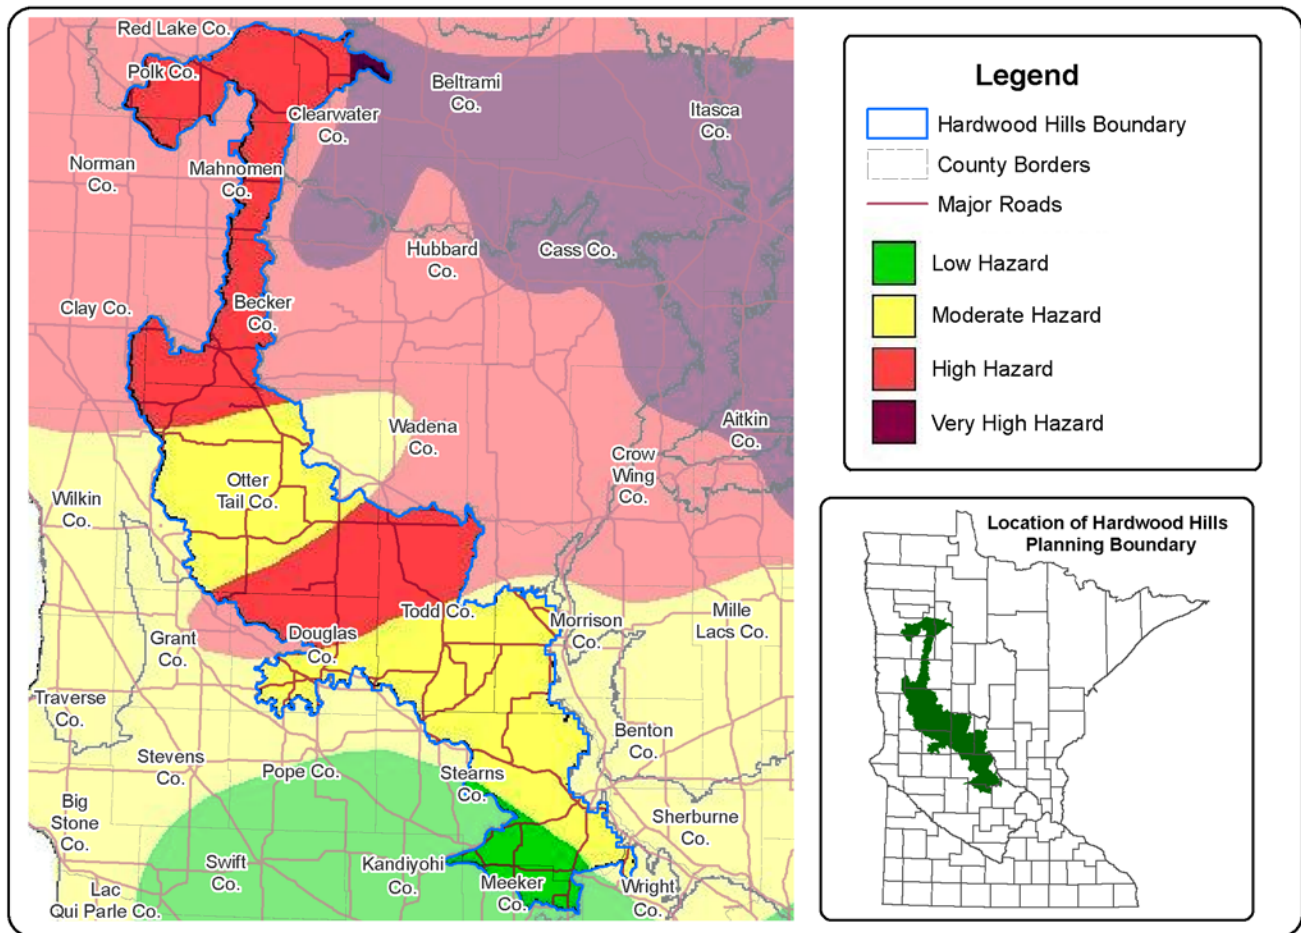 Red Lake Co.
Polk Co.
Beltrami
Co.
Itasca
Co.
Clearwater
Co.
Norman
Co.
Mahnomen
Co.
Hubbard
Co.
Cass Co.
Clay Co.
Becker
Co.
Wadena
Co.
Aitkin
Co.
Crow
Wing
Co.
Otter
Tail Co.
Wilkin
Co.
Todd Co.
Morrison
Co.
Mille
Lacs Co.
Grant
Co.
Douglas
Co.
Traverse
Co.
Benton
Co.
Stevens
Co.
Pope Co.
Stearns
Co.
Big
Stone
Co.
Sherburne
Co.
Swift
Co.
Kandiyohi
Co.
Meeker
Co.
Wright
Co.
Lac
Qui Parle Co.
Legend
Hardwood Hills Boundary
County Borders
Major Roads
Low Hazard
Moderate Hazard
High Hazard
Very High Hazard
Location of Hardwood Hills
Planning Boundary